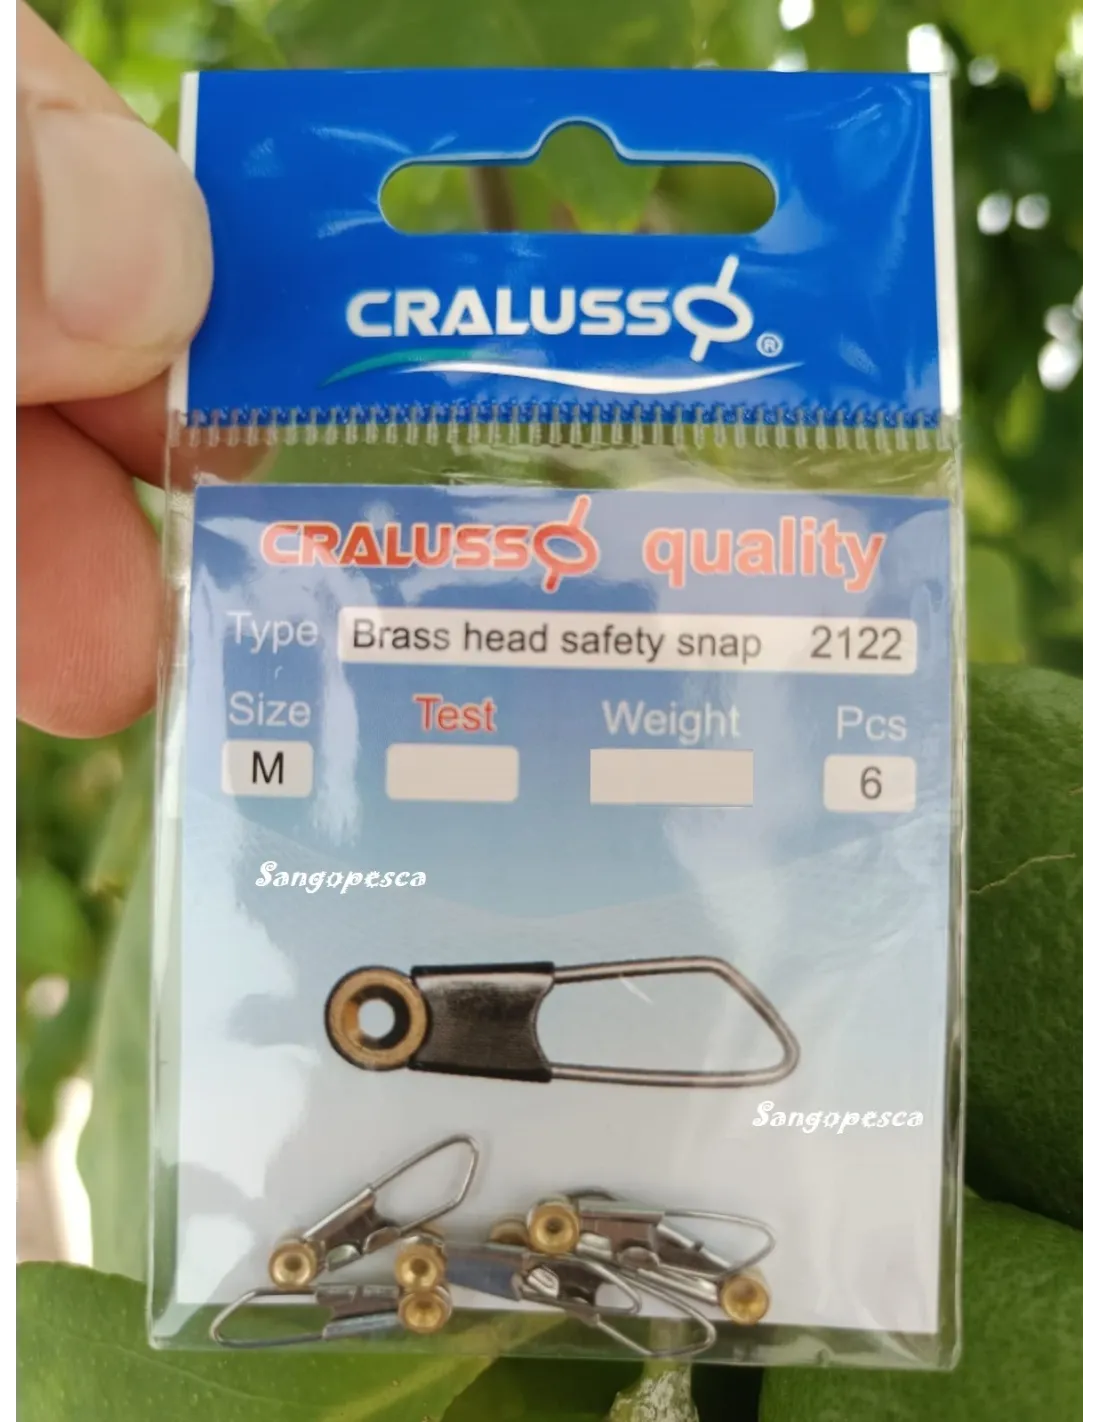 CRALUSSO®
CRALUSSO quality
Type Brass head safety snap 2122
Size Test Weight Pcs
M 6
Sangopesca
Sangopesca